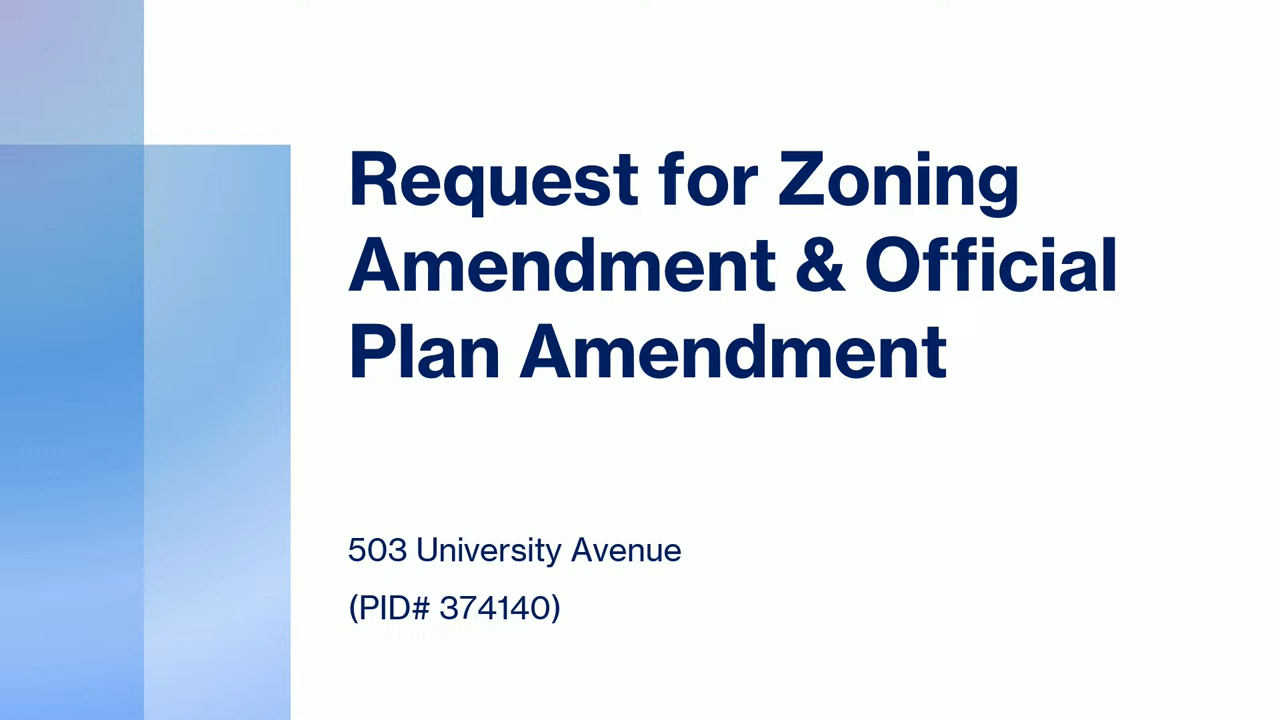 Request for Zoning
Amendment & Official
Plan Amendment
503 University Avenue
(PID# 374140)